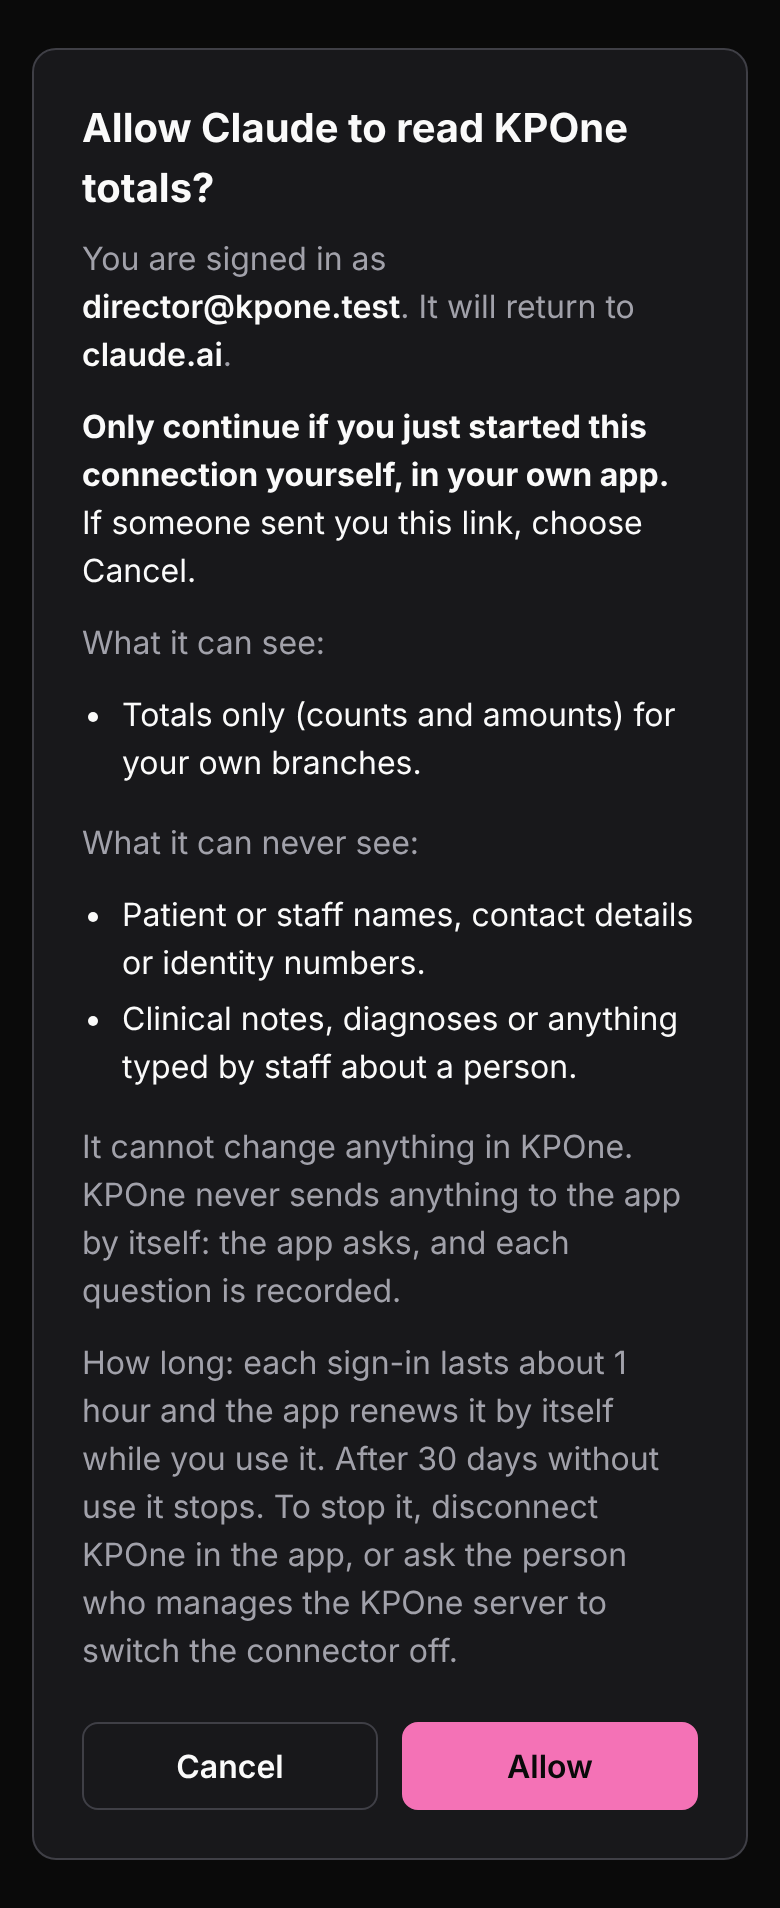 Allow Claude to read KPOne
totals?
You are signed in as
director@kpone.test. It will return to
claude.ai.
Only continue if you just started this
connection yourself, in your own app.
If someone sent you this link, choose
Cancel.
What it can see:
• Totals only (counts and amounts) for
your own branches.
What it can never see:
• Patient or staff names, contact details
or identity numbers.
• Clinical notes, diagnoses or anything
typed by staff about a person.
It cannot change anything in KPOne.
KPOne never sends anything to the app
by itself: the app asks, and each
question is recorded.
How long: each sign-in lasts about 1
hour and the app renews it by itself
while you use it. After 30 days without
use it stops. To stop it, disconnect
KPOne in the app, or ask the person
who manages the KPOne server to
switch the connector off.
Cancel
Allow